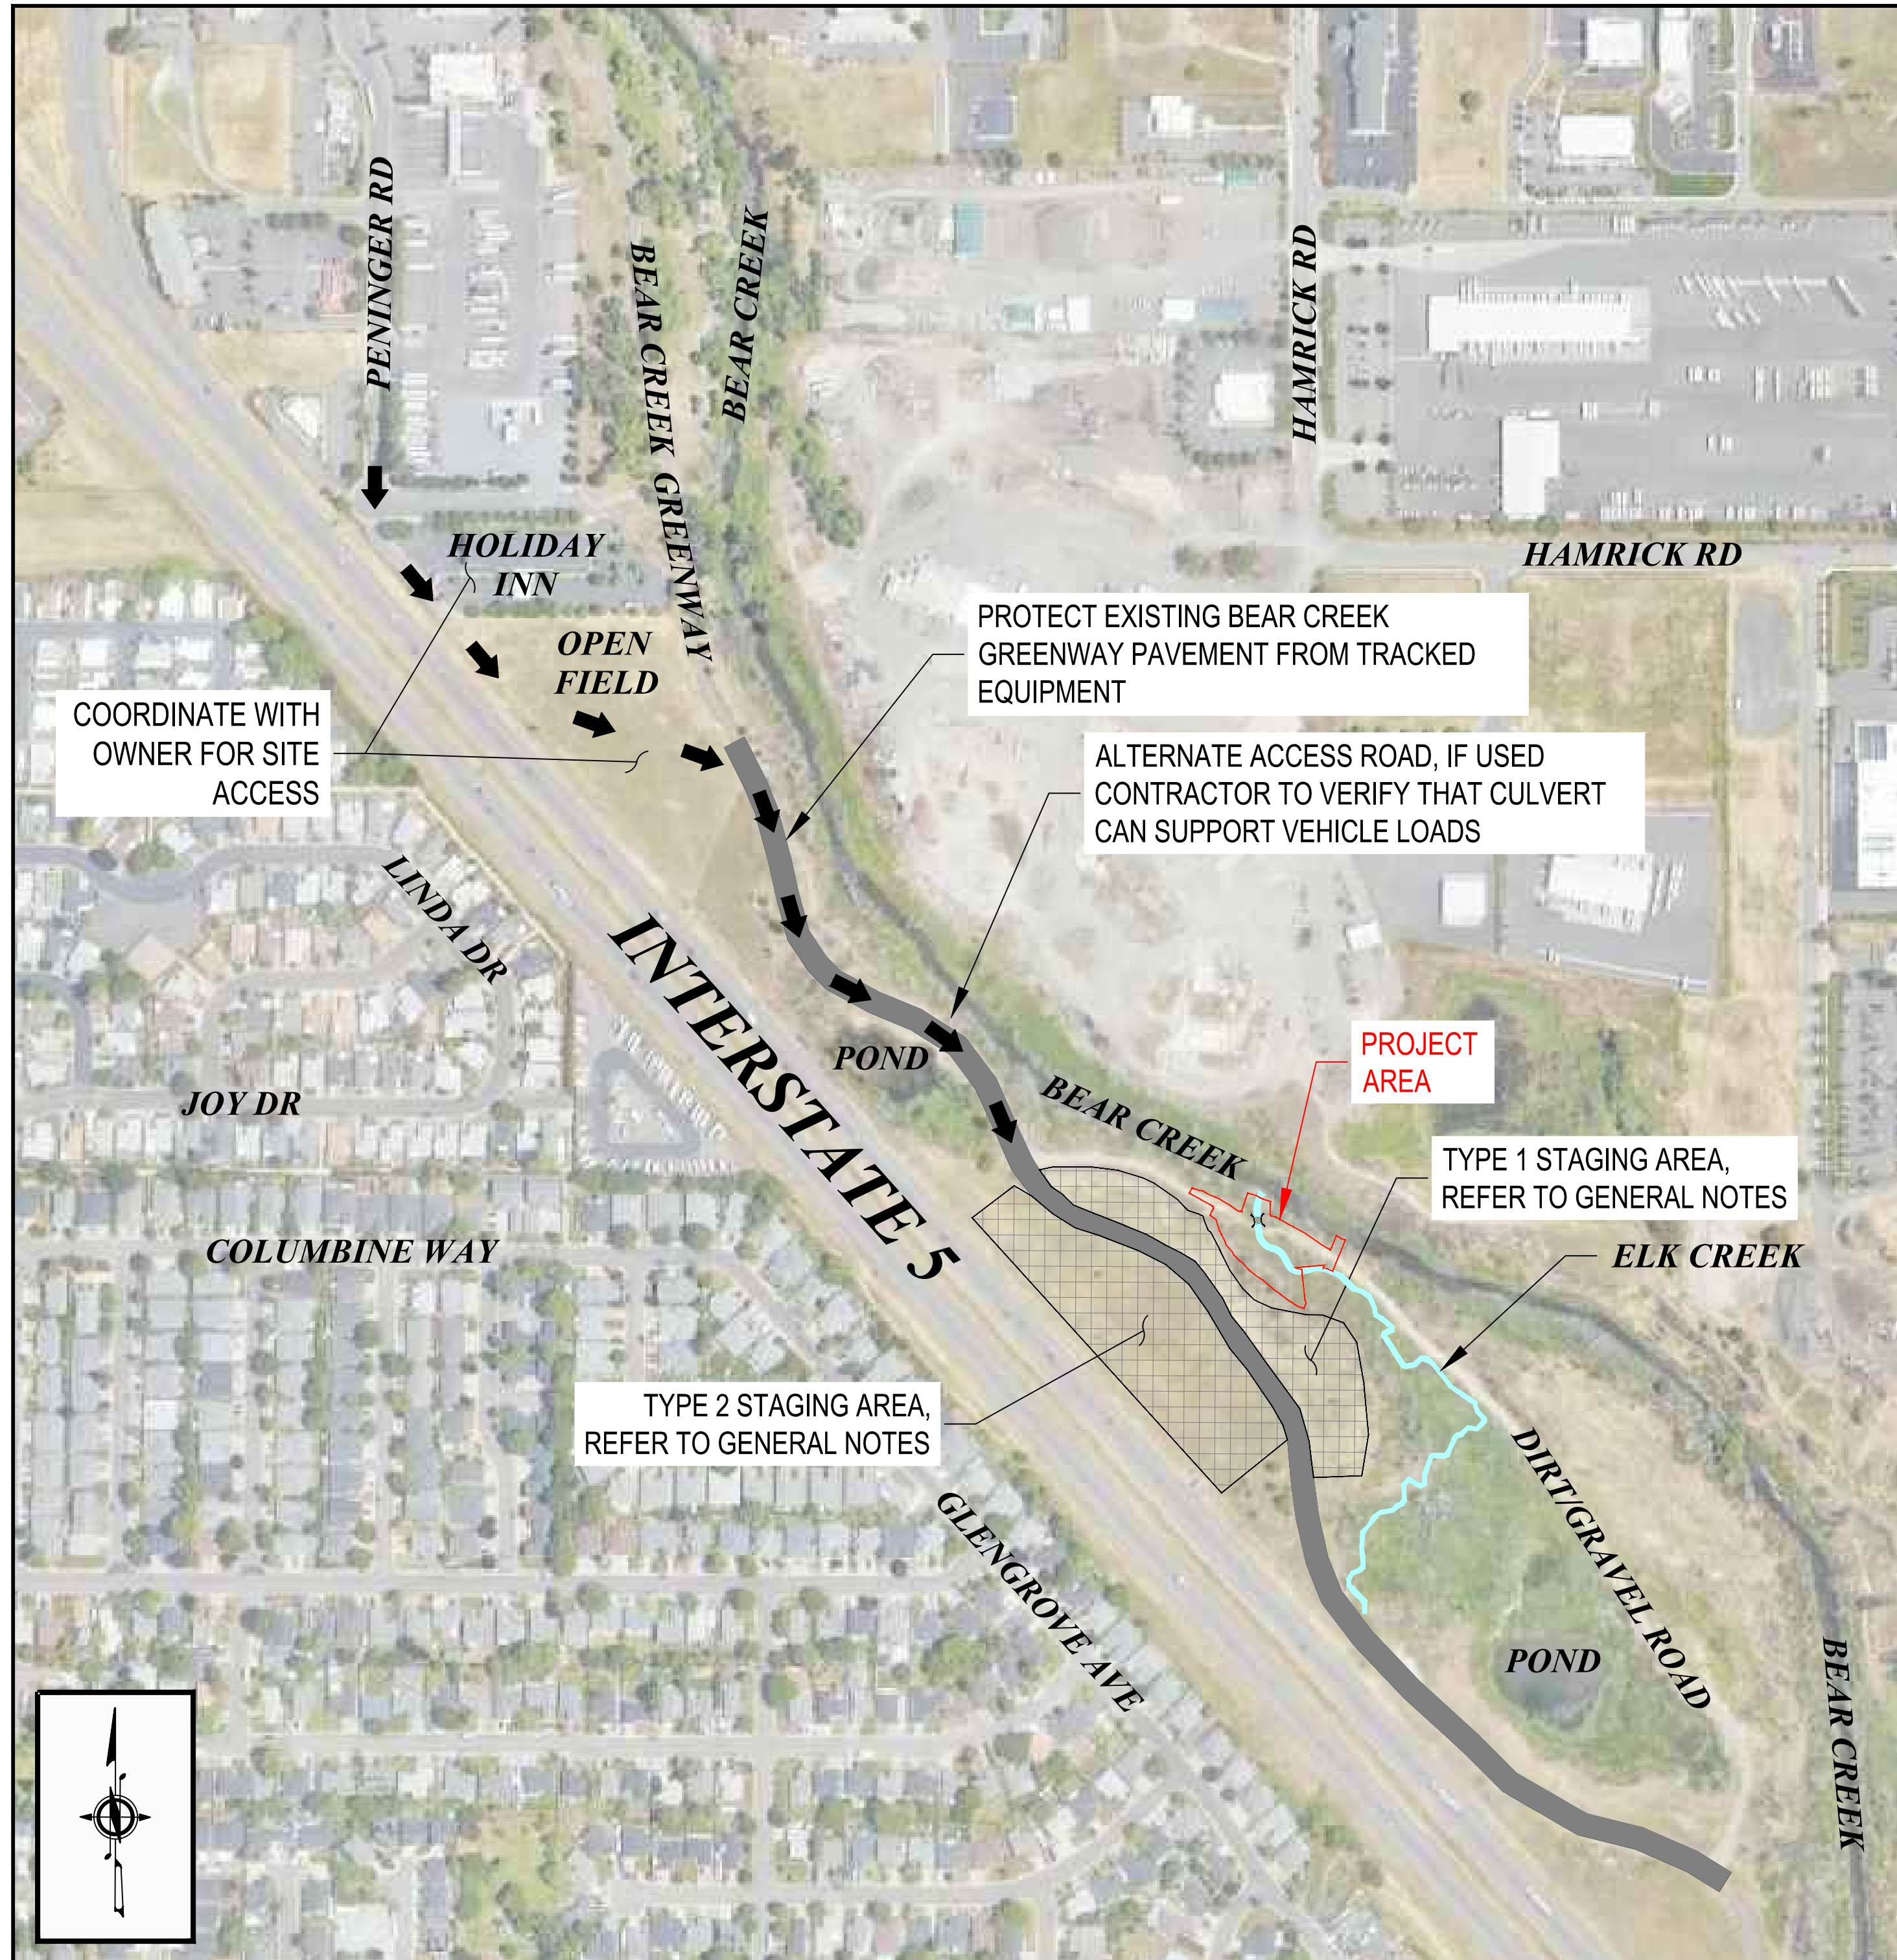 PENINGER RD
BEAR CREEK GREENWAY
BEAR CREEK
HAMRICK RD
HAMRICK RD
HOLIDAY
INN
OPEN
FIELD
PROTECT EXISTING BEAR CREEK
GREENWAY PAVEMENT FROM TRACKED
EQUIPMENT
COORDINATE WITH
OWNER FOR SITE
ACCESS
ALTERNATE ACCESS ROAD, IF USED
CONTRACTOR TO VERIFY THAT CULVERT
CAN SUPPORT VEHICLE LOADS
LINDA DR
INTERSTATE 5
POND
PROJECT
AREA
JOY DR
BEAR CREEK
TYPE 1 STAGING AREA,
REFER TO GENERAL NOTES
COLUMBINE WAY
ELK CREEK
TYPE 2 STAGING AREA,
REFER TO GENERAL NOTES
DIRT/GRAVEL ROAD
GLENGROVE AVE
POND
BEAR CREEK